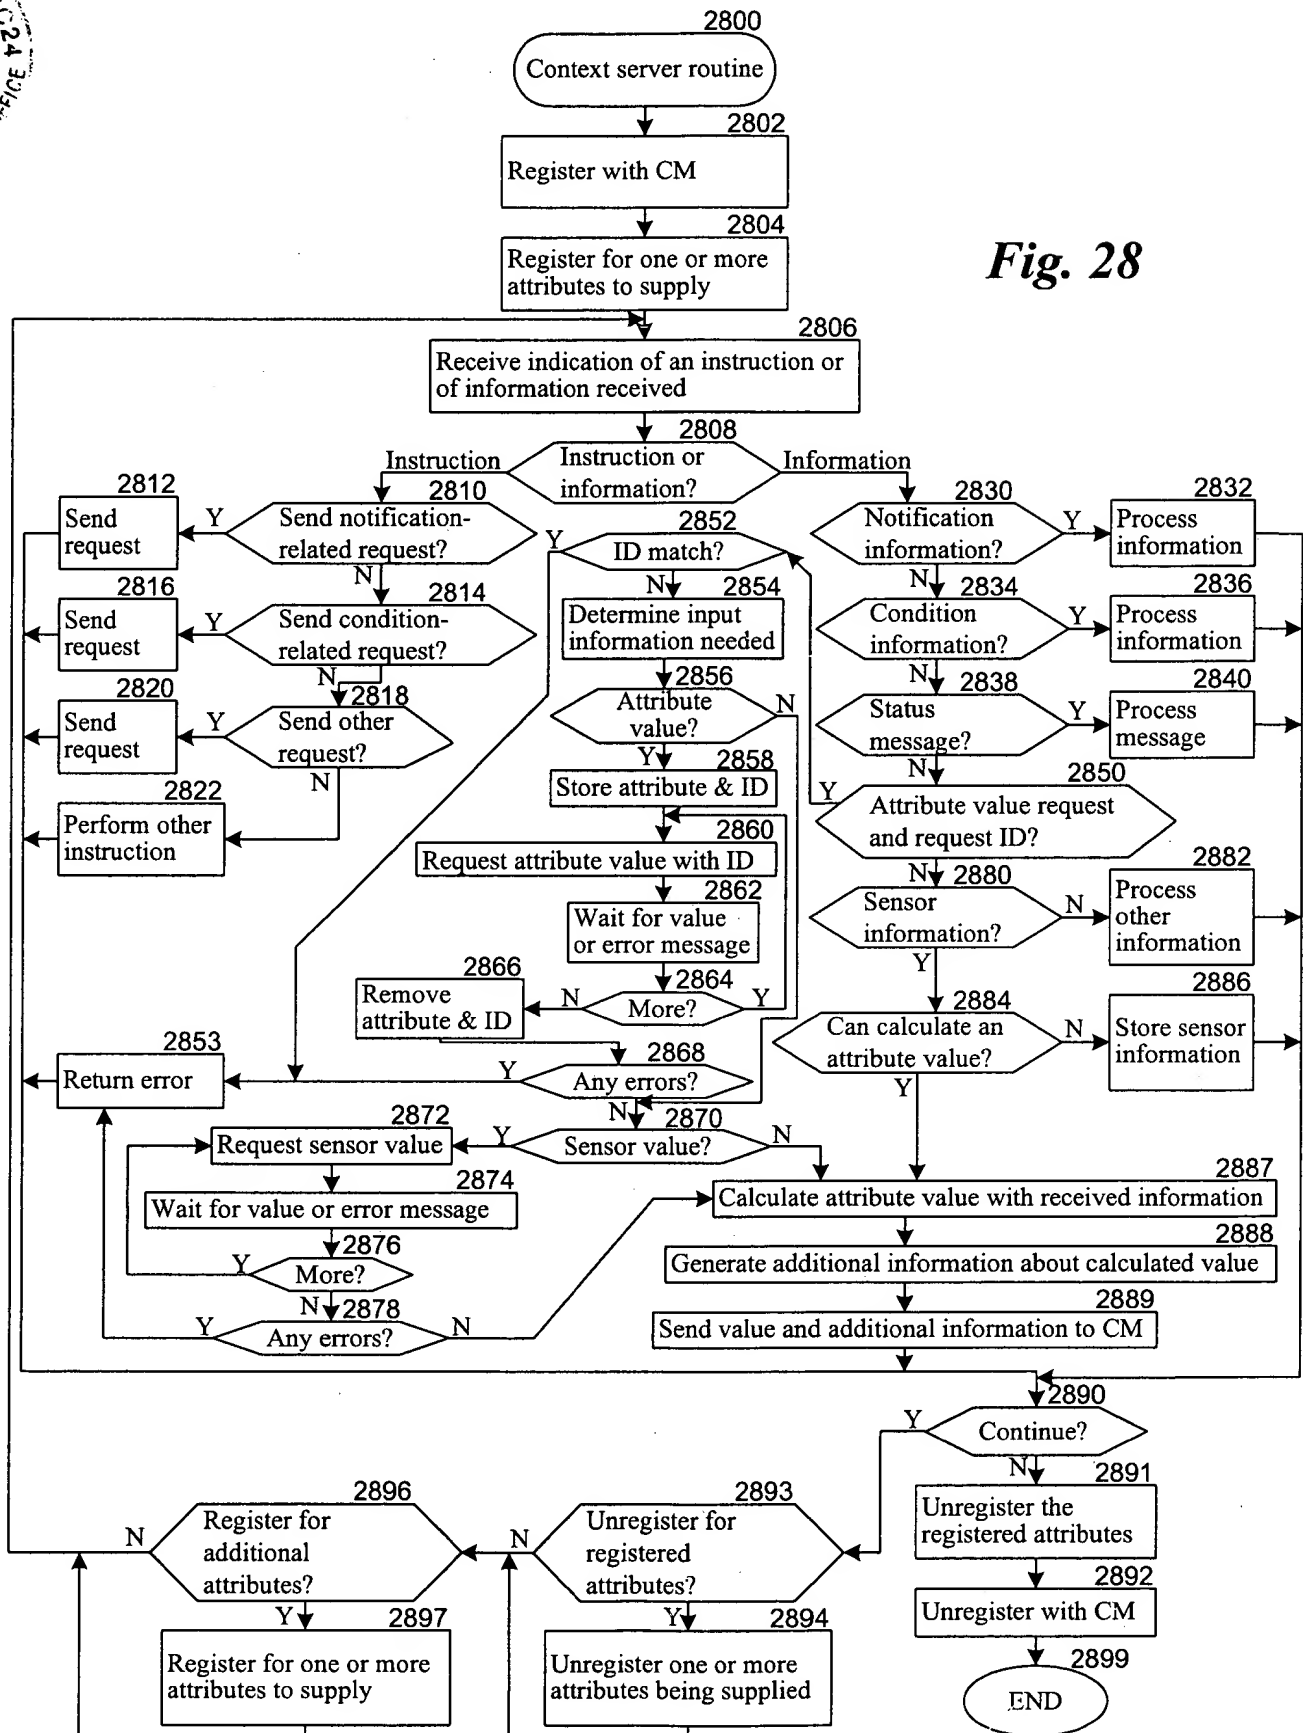 C24
FICE
2800
Context server routine
2802
Register with CM
2804
Register for one or more
attributes to supply
Fig. 28
2806
Receive indication of an instruction or
of information received
2808
Instruction or
information?
Instruction
Information
2812
Send
request
Y
2810
Send notification-
related request?
N
2816
Send
request
Y
2814
Send condition-
related request?
N
2820
Send
request
Y
2818
Send other
request?
N
2822
Perform other
instruction
2852
ID match?
Y
N
2854
Determine input
information needed
2856
Attribute
value?
N
Y
2858
Store attribute & ID
2860
Request attribute value with ID
2862
Wait for value
or error message
2864
More?
N
Y
2866
Remove
attribute & ID
2868
Any errors?
Y
N
2853
Return error
2870
Sensor value?
Y
N
2872
Request sensor value
2874
Wait for value or error message
2876
More?
Y
N
2878
Any errors?
Y
N
2830
Notification
information?
Y
N
2832
Process
information
2834
Condition
information?
Y
N
2836
Process
information
2838
Status
message?
Y
N
2840
Process
message
2850
Attribute value request
and request ID?
Y
N
2880
Sensor
information?
N
Y
2882
Process
other
information
2884
Can calculate an
attribute value?
N
Y
2886
Store sensor
information
2887
Calculate attribute value with received information
2888
Generate additional information about calculated value
2889
Send value and additional information to CM
2890
Continue?
Y
N
2891
Unregister the
registered attributes
2892
Unregister with CM
2899
END
2893
Unregister for
registered
attributes?
N
Y
2894
Unregister one or more
attributes being supplied
2896
Register for
additional
attributes?
N
Y
2897
Register for one or more
attributes to supply